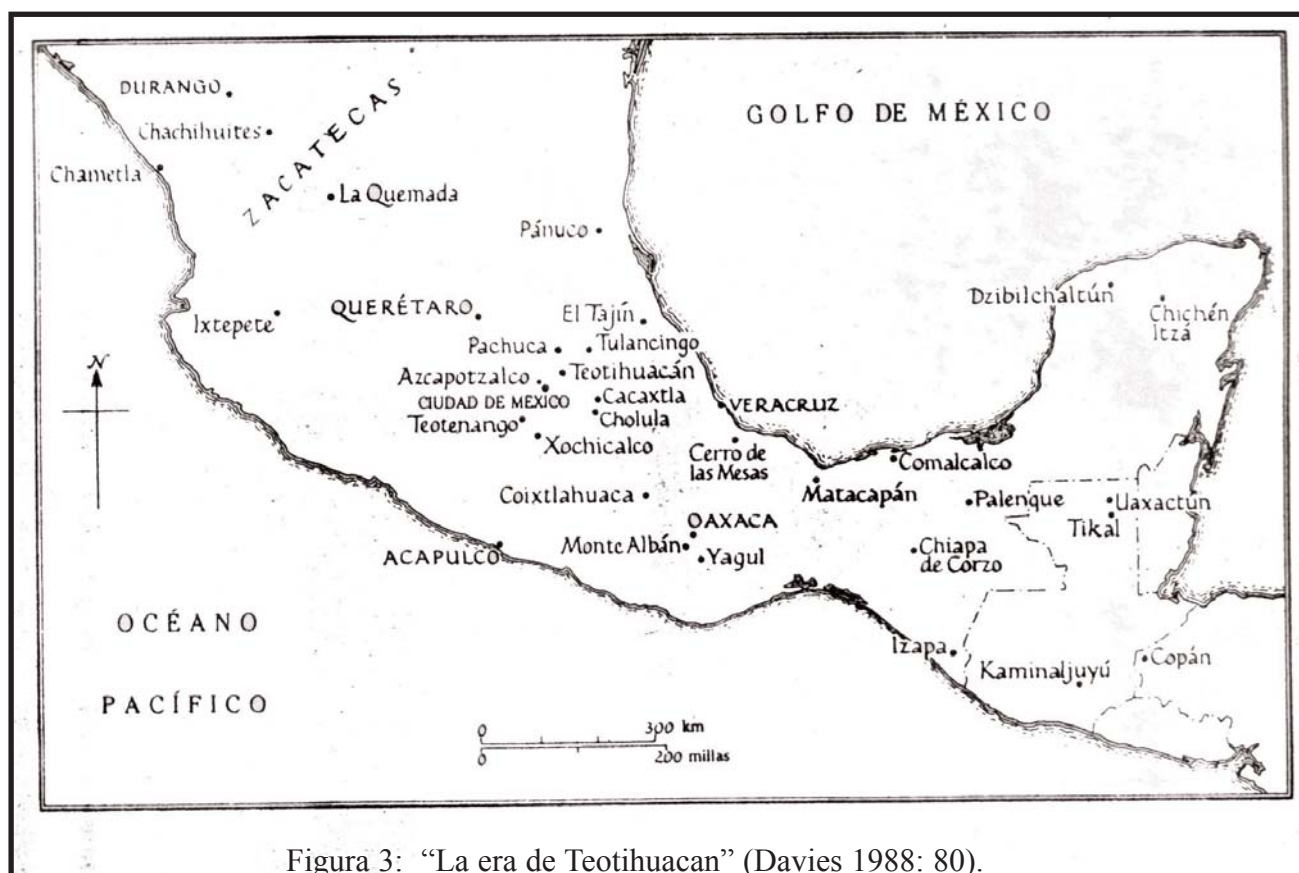 DURANGO
Chachihuites
Chametla
ZACATECAS
La Quemada
GOLFO DE MÉXICO
Pánuco
Ixtepete
QUERÉTARO
El Tajín
Dzibilchaltún
Chichén
Itzá
Pachuca
Tulancingo
N
Azcapotzalco
Teotihuacán
CIUDAD DE MÉXICO
Cacaxtla
Cholula
VERACRUZ
Teotenango
Xochicalco
Cerro de
las Mesas
Comalcalco
Matacapán
Palenque
Uaxactún
Tikal
Coixtlahuaca
OAXACA
ACAPULCO
Monte Albán
Yagul
Chiapa
de Corzo
OCÉANO
PACÍFICO
Izapa
Kaminaljuyú
Copán
0 300 km
0 200 millas
Figura 3: “La era de Teotihuacan” (Davies 1988: 80).